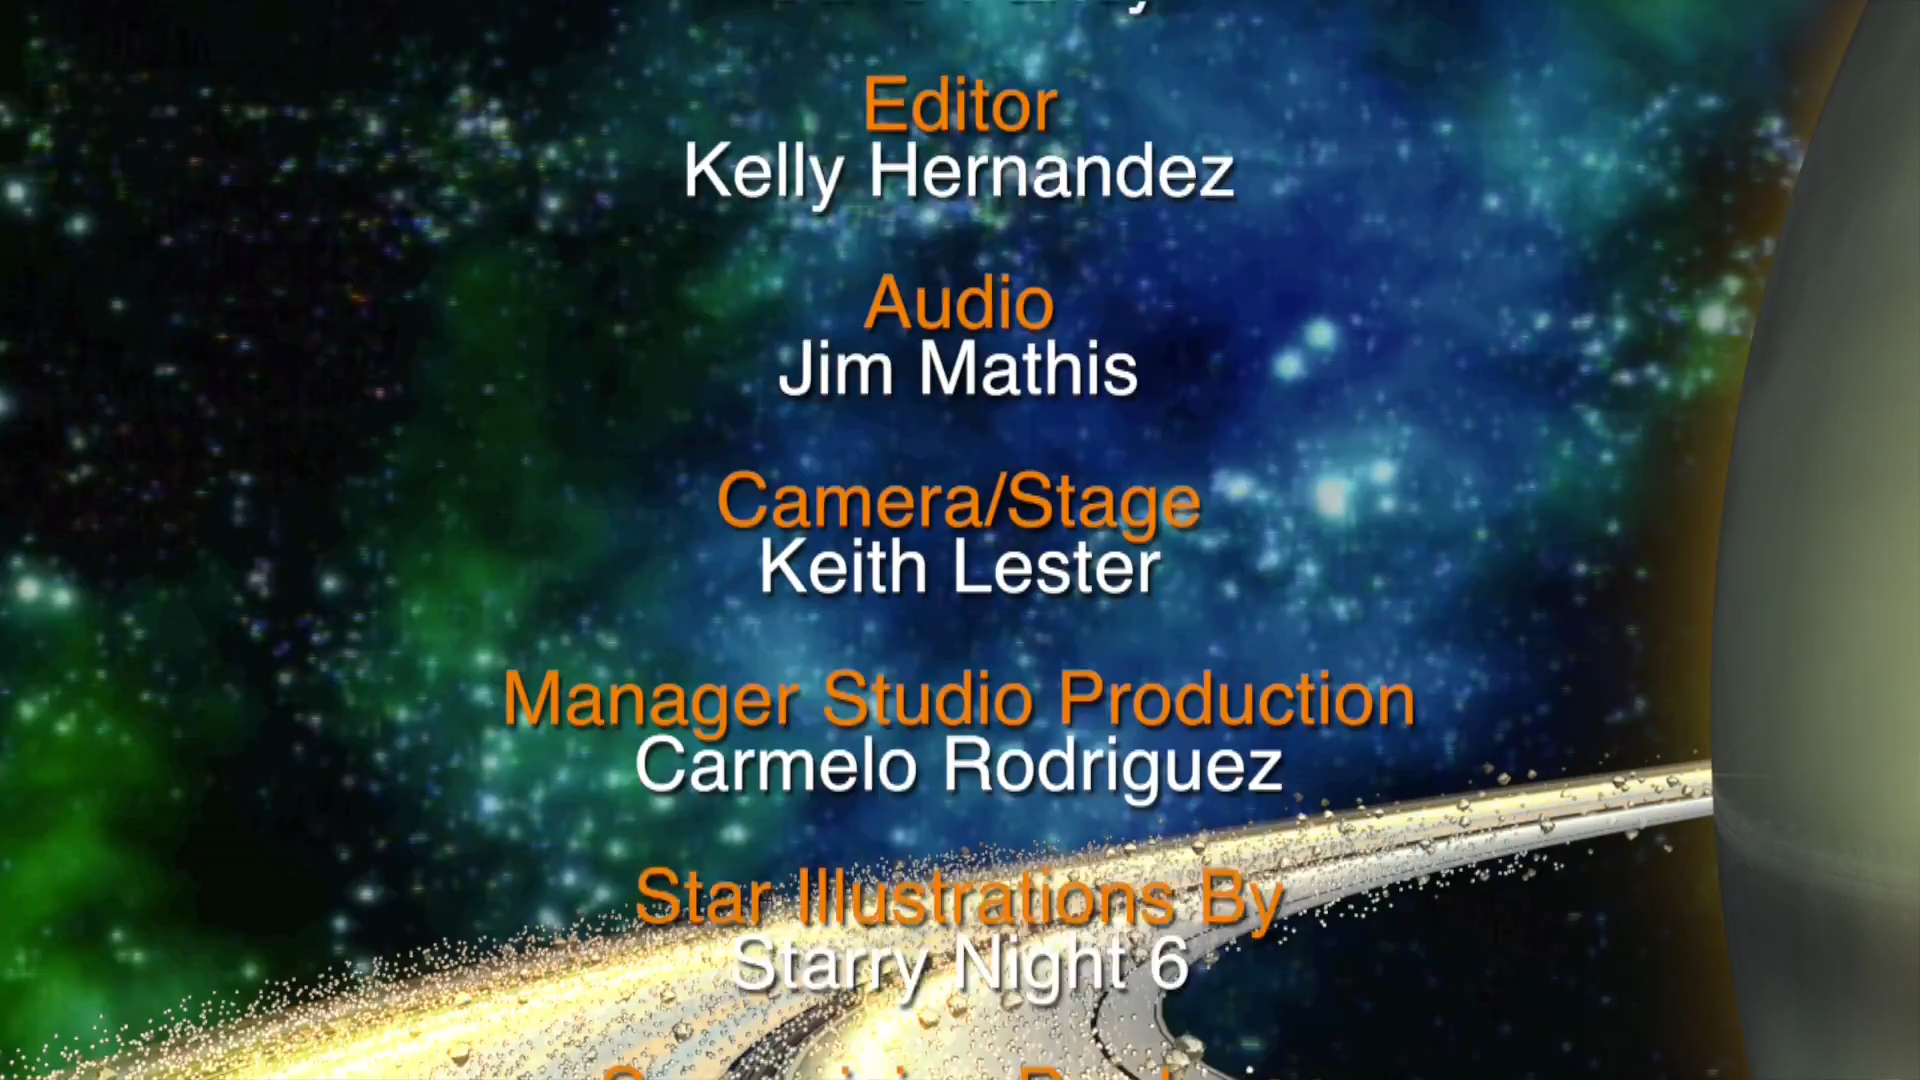 Editor
Kelly Hernandez
Audio
Jim Mathis
Camera/Stage
Keith Lester
Manager Studio Production
Carmelo Rodriguez
Star Illustrations By
Starry Night 6